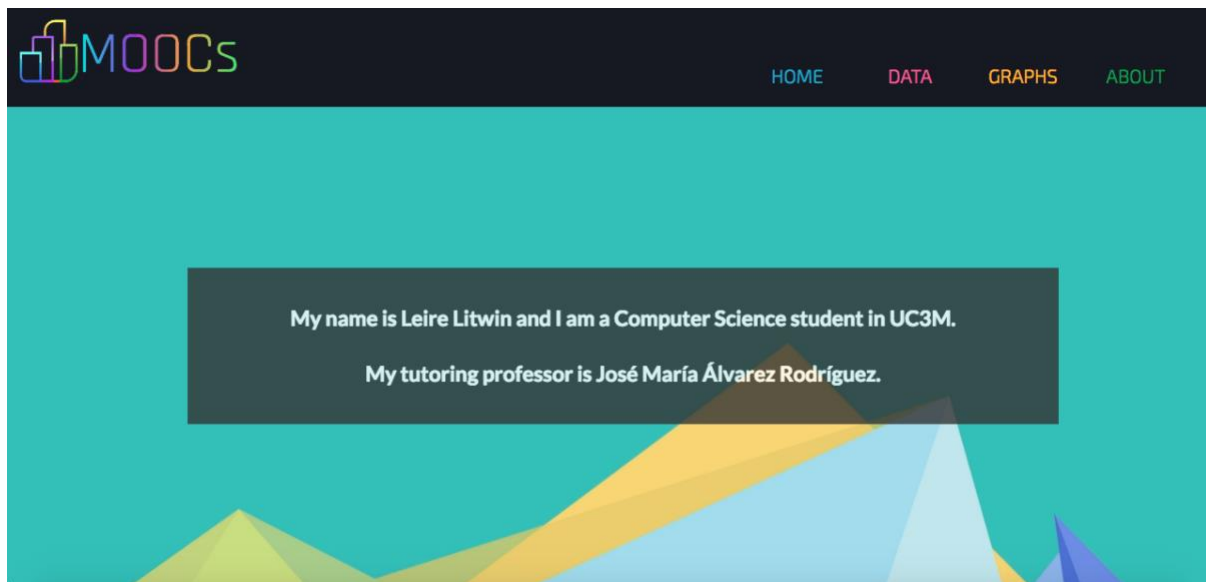 MOOCs
HOME DATA GRAPHS ABOUT
My name is Leire Litwin and I am a Computer Science student in UC3M.
My tutoring professor is José María Álvarez Rodríguez.